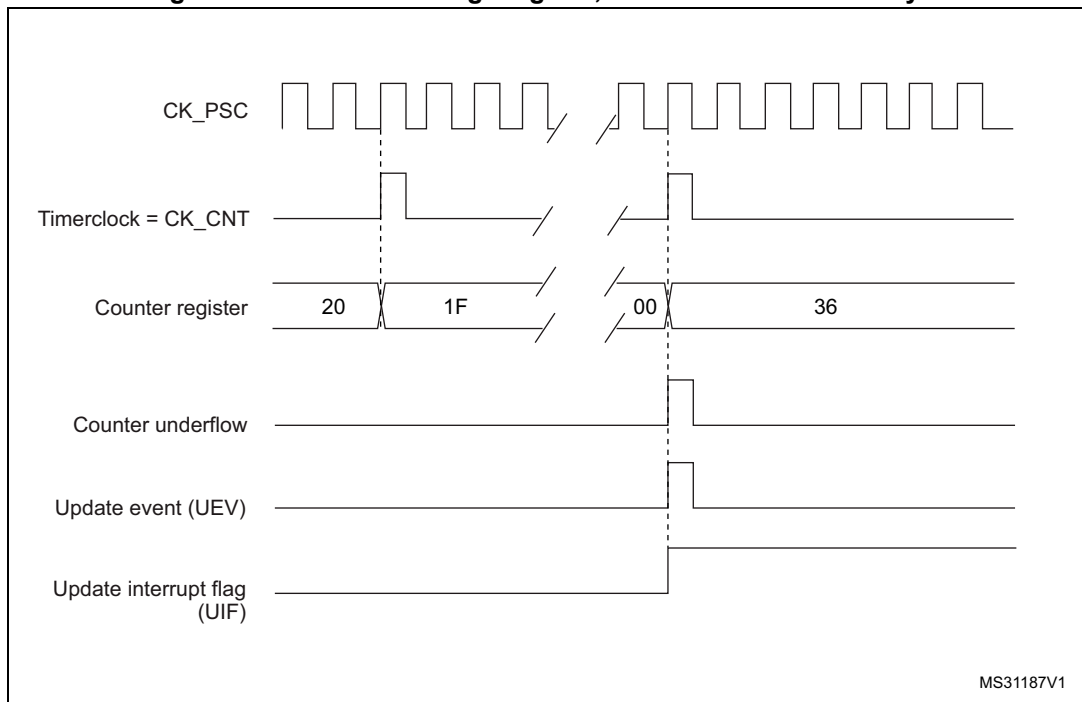 CK_PSC
Timerclock = CK_CNT
Counter register
20
1F
00
36
Counter underflow
Update event (UEV)
Update interrupt flag
(UIF)
MS31187V1